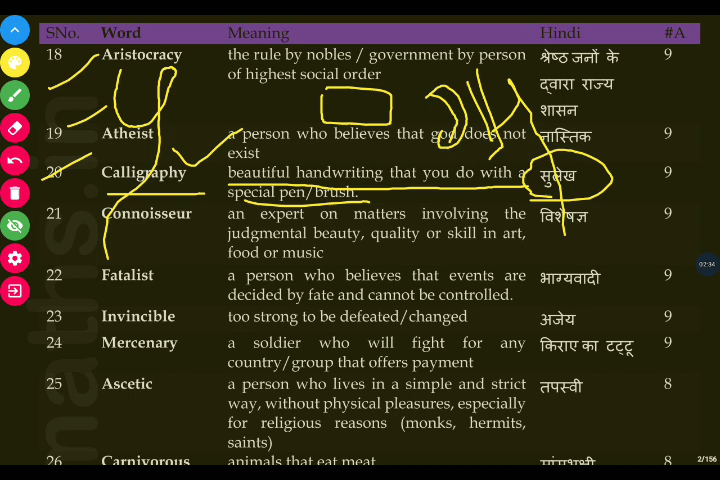 SNo. Word Meaning Hindi #A
18 Aristocracy the rule by nobles / government by person श्रेष्ठ जनों के 9
of highest social order द्वारा राज्य
शासन
19 Atheist a person who believes that god does not नास्तिक 9
exist
20 Calligraphy beautiful handwriting that you do with a सुलेख 9
special pen/brush.
21 Connoisseur an expert on matters involving the विशेषज्ञ 9
judgmental beauty, quality or skill in art,
food or music
22 Fatalist a person who believes that events are भाग्यवादी 9
decided by fate and cannot be controlled.
23 Invincible too strong to be defeated/changed अजेय 9
24 Mercenary a soldier who will fight for any किराए का टट्टू 9
country/group that offers payment
25 Ascetic a person who lives in a simple and strict तपस्वी 8
way, without physical pleasures, especially
for religious reasons (monks, hermits,
saints)
26 Carnivorous animals that eat meat 8
02:34
2/156
maths.in